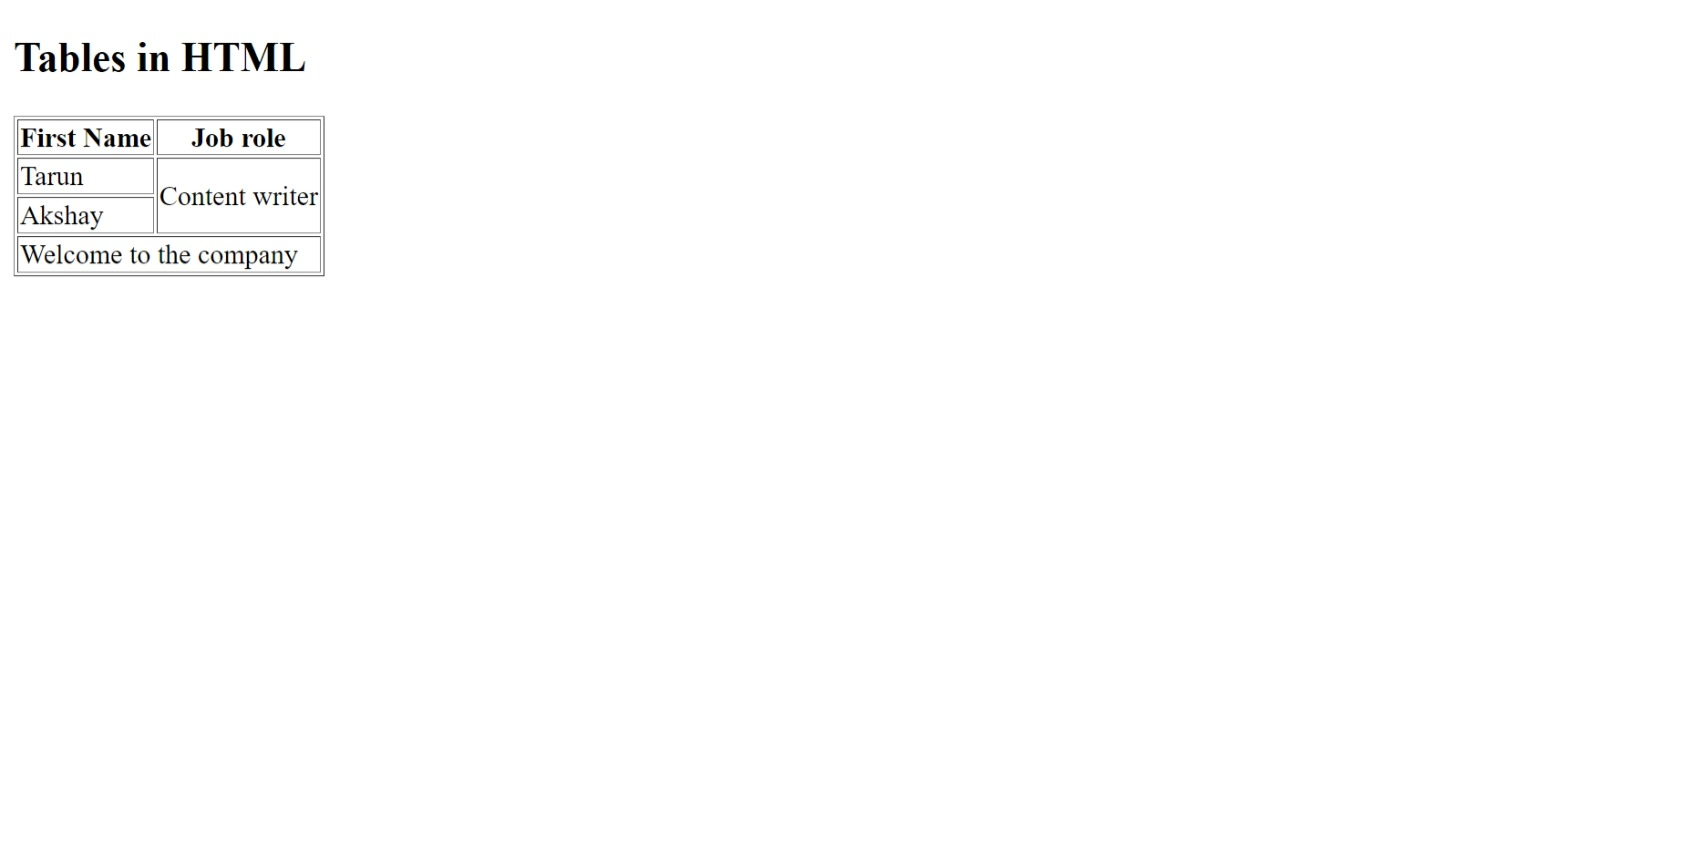 Tables in HTML
First Name Job role
Tarun
Content writer
Akshay
Welcome to the company